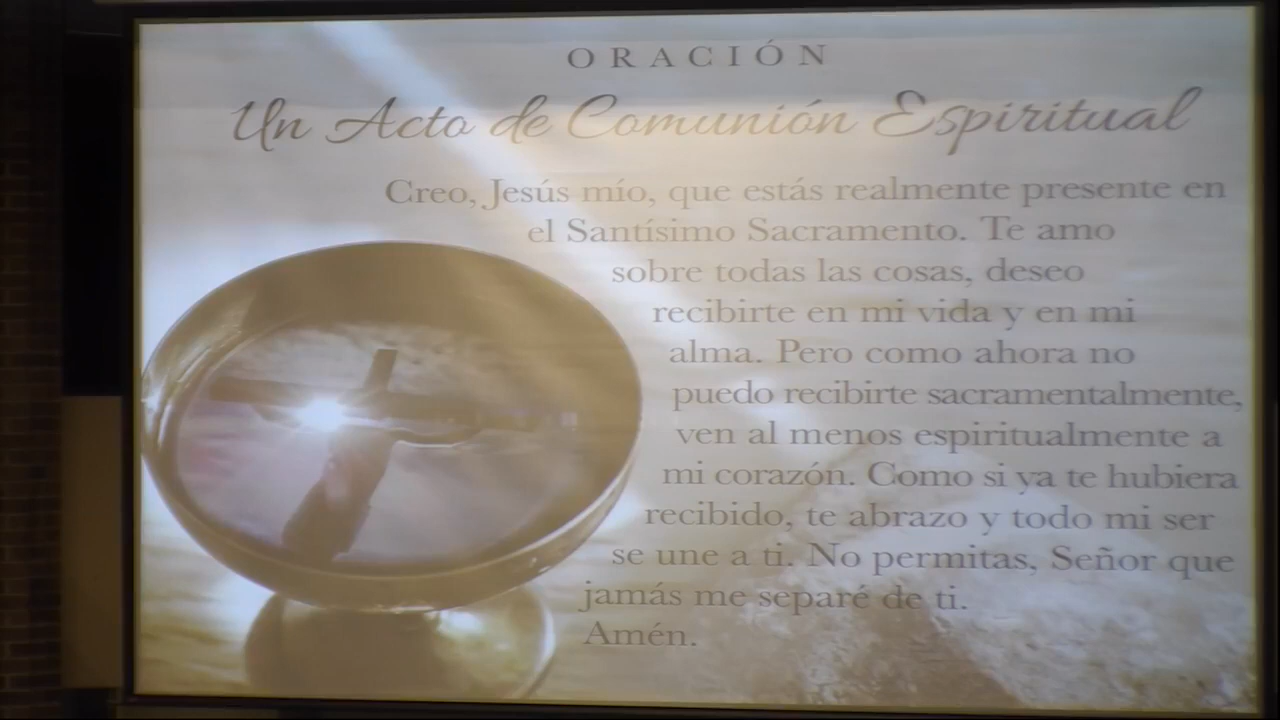 ORACIÓN
Un Acto de Comunión Espiritual
Creo, Jesús mío, que estás realmente presente en
el Santísimo Sacramento. Te amo
sobre todas las cosas, deseo
recibirte en mi vida y en mi
alma. Pero como ahora no
puedo recibirte sacramentalmente,
ven al menos espiritualmente a
mi corazón. Como si ya te hubiera
recibido, te abrazo y todo mi ser
se une a ti. No permitas, Señor que
jamás me separé de ti.
Amén.